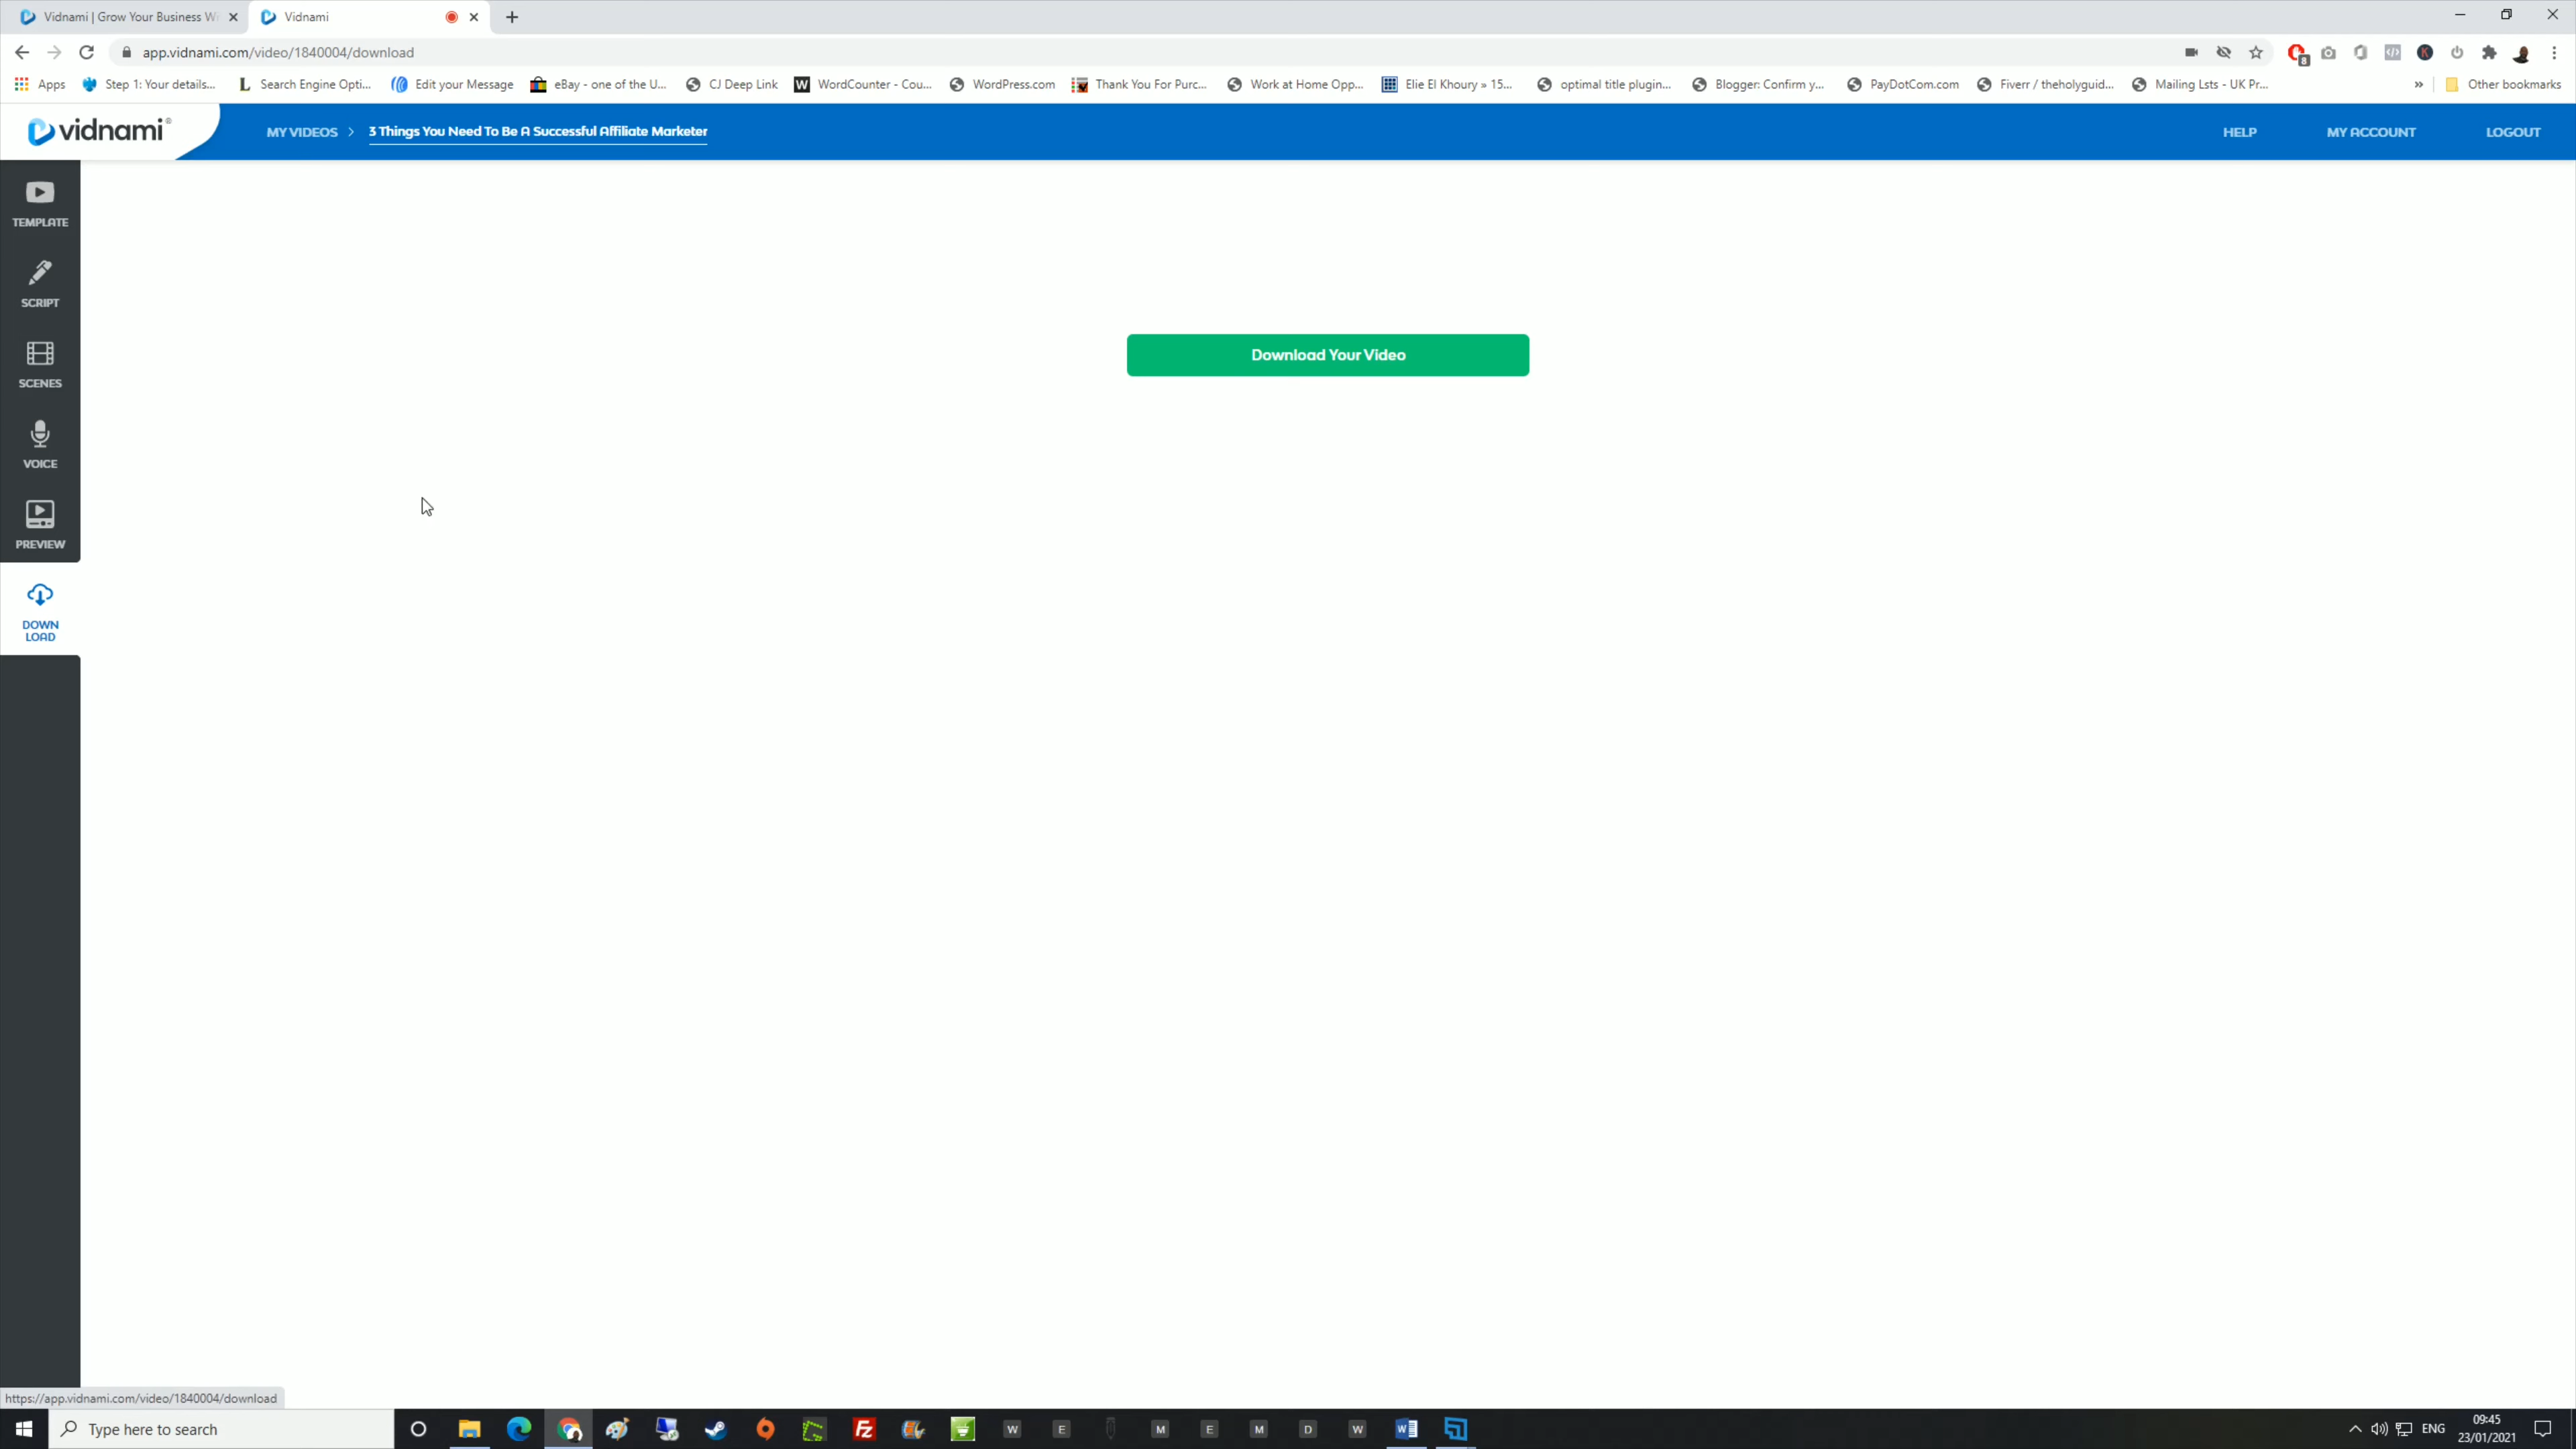 Vidnami | Grow Your Business Wi
Vidnami
app.vidnami.com/video/1840004/download
8
Apps
Step 1: Your details...
Search Engine Opti...
Edit your Message
eBay - one of the U...
CJ Deep Link
WordCounter - Cou...
WordPress.com
Thank You For Purc...
Work at Home Opp...
Elie El Khoury » 15...
optimal title plugin...
Blogger: Confirm y...
PayDotCom.com
Fiverr / theholyguid...
Mailing Lsts - UK Pr...
»
Other bookmarks
vidnami®
MY VIDEOS >
3 Things You Need To Be A Successful Affiliate Marketer
HELP
MY ACCOUNT
LOGOUT
TEMPLATE
SCRIPT
SCENES
VOICE
PREVIEW
DOWN
LOAD
Download Your Video
https://app.vidnami.com/video/1840004/download
Type here to search
W
E
M
E
M
D
W
ENG
09:45
23/01/2021